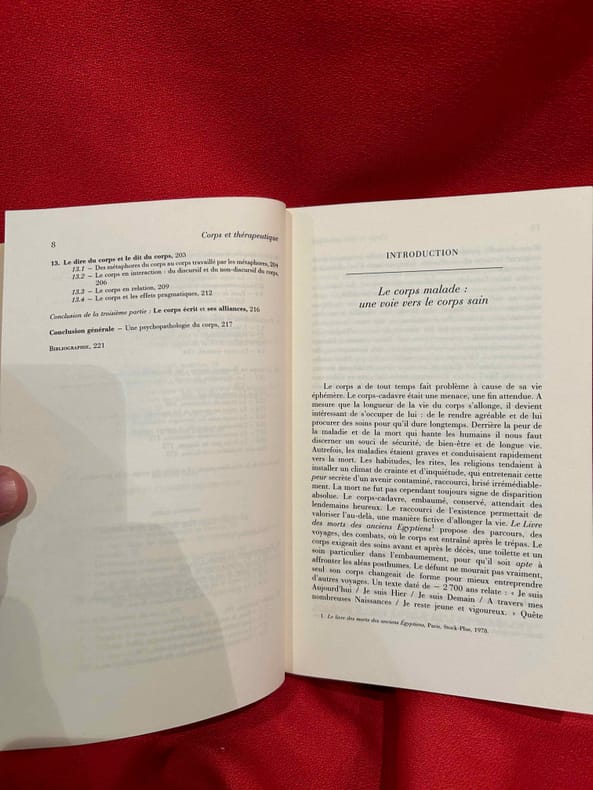 8
Corps et thérapeutique
13. Le dire du corps et le dit du corps, 203
13.1 — Des métaphores du corps au corps travaillé par les métaphores, 204
13.2 — Le corps en interaction : du discursif et du non-discursif du corps,
206
13.3 — Le corps en relation, 209
13.4 — Le corps et les effets pragmatiques, 212
Conclusion de la troisième partie : Le corps écrit et ses alliances, 216
Conclusion générale — Une psychopathologie du corps, 217
BIBLIOGRAPHIE, 221
INTRODUCTION
Le corps malade :
une voie vers le corps sain
Le corps a de tout temps fait problème à cause de sa vie
éphémère. Le corps-cadavre était une menace, une fin attendue. A
mesure que la longueur de la vie du corps s'allonge, il devient
intéressant de s'occuper de lui : de le rendre agréable et de lui
procurer des soins pour qu'il dure longtemps. Derrière la peur de
la maladie et de la mort qui hante les humains il nous faut
discerner un souci de sécurité, de bien-être et de longue vie.
Autrefois, les maladies étaient graves et conduisaient rapidement
vers la mort. Les habitudes, les rites, les religions tendaient à
installer un climat de crainte et d'inquiétude, qui entretenait cette
peur secrète d'un avenir contaminé, raccourci, brisé irrémédiable-
ment. La mort ne fut pas cependant toujours signe de disparition
absolue. Le corps-cadavre, embaumé, conservé, attendait des
lendemains heureux. Le raccourci de l'existence permettait de
valoriser l'au-delà, une manière fictive d'allonger la vie. Le Livre
des morts des anciens Egyptiens¹ propose des parcours, des
voyages, des combats, où le corps est entraîné après le trépas. Le
corps exigeait des soins avant et après le décès, une toilette et un
soin particulier dans l'embaumement, pour qu'il soit apte à
affronter les aléas posthumes. Le défunt ne mourait pas vraiment,
seul son corps changeait de forme pour mieux entreprendre
d'autres voyages. Un texte daté de — 2 700 ans relate : « Je suis
Aujourd'hui / Je suis Hier / Je suis Demain / A travers mes
nombreuses Naissances / Je reste jeune et vigoureux. » Quête
1. Le livre des morts des anciens Égyptiens, Paris, Stock-Plus, 1978.